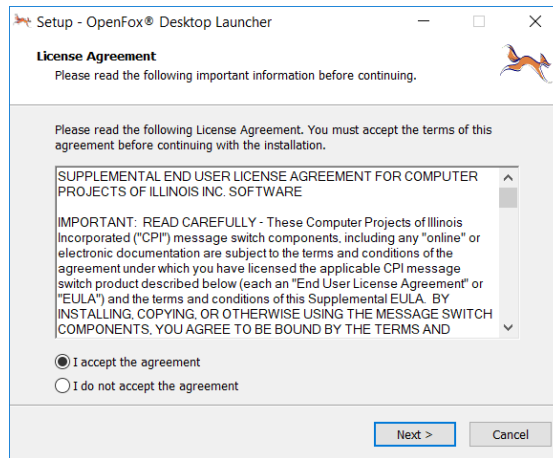 Setup - OpenFox® Desktop Launcher
License Agreement
Please read the following important information before continuing.
Please read the following License Agreement. You must accept the terms of this
agreement before continuing with the installation.
SUPPLEMENTAL END USER LICENSE AGREEMENT FOR COMPUTER
PROJECTS OF ILLINOIS INC. SOFTWARE
IMPORTANT:  READ CAREFULLY - These Computer Projects of Illinois
Incorporated ("CPI") message switch components, including any "online" or
electronic documentation are subject to the terms and conditions of the
agreement under which you have licensed the applicable CPI message
switch product described below (each an "End User License Agreement" or
"EULA") and the terms and conditions of this Supplemental EULA.  BY
INSTALLING, COPYING, OR OTHERWISE USING THE MESSAGE SWITCH
COMPONENTS, YOU AGREE TO BE BOUND BY THE TERMS AND
I accept the agreement
I do not accept the agreement
Next >
Cancel